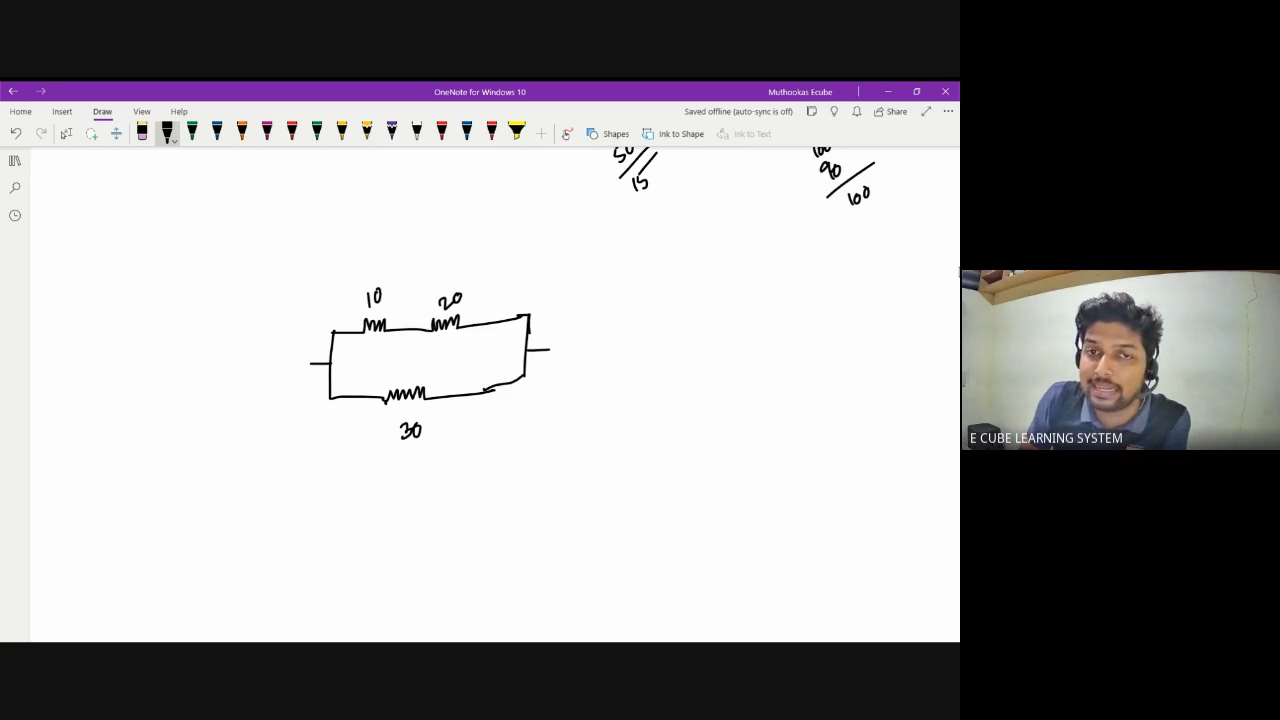 OneNote for Windows 10
Muthookas Ecube
Home Insert Draw View Help
Saved offline (auto-sync is off)
Share
Shapes
Ink to Shape
Ink to Text
50
15
90
100
10
20
30
E CUBE LEARNING SYSTEM